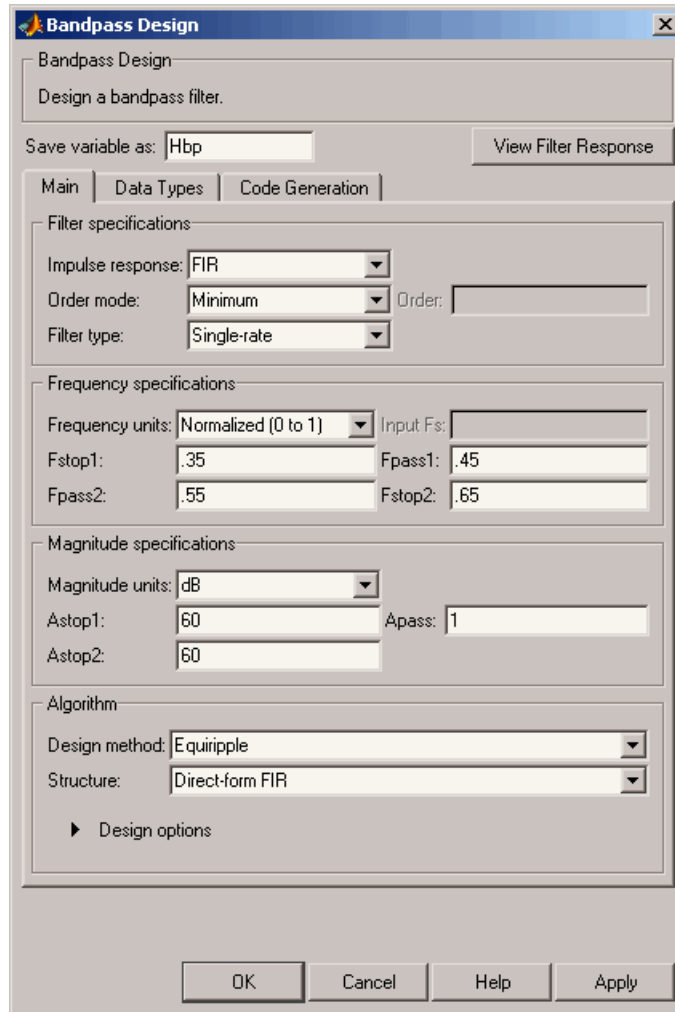 Bandpass Design
Bandpass Design
Design a bandpass filter.
Save variable as: Hbp View Filter Response
Main Data Types Code Generation
Filter specifications
Impulse response: FIR
Order mode: Minimum Order:
Filter type: Single-rate
Frequency specifications
Frequency units: Normalized (0 to 1) Input Fs:
Fstop1: .35 Fpass1: .45
Fpass2: .55 Fstop2: .65
Magnitude specifications
Magnitude units: dB
Astop1: 60 Apass: 1
Astop2: 60
Algorithm
Design method: Equiripple
Structure: Direct-form FIR
Design options
OK Cancel Help Apply